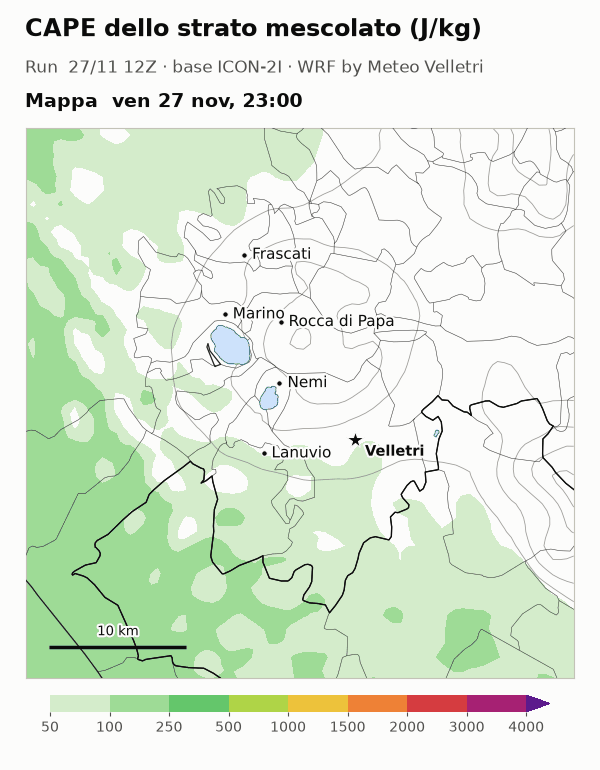 CAPE dello strato mescolato (J/kg)
Run  27/11 12Z · base ICON-2I · WRF by Meteo Velletri
Mappa  ven 27 nov, 23:00
Frascati
Marino
Rocca di Papa
Nemi
Velletri
Lanuvio
10 km
50 100 250 500 1000 1500 2000 3000 4000